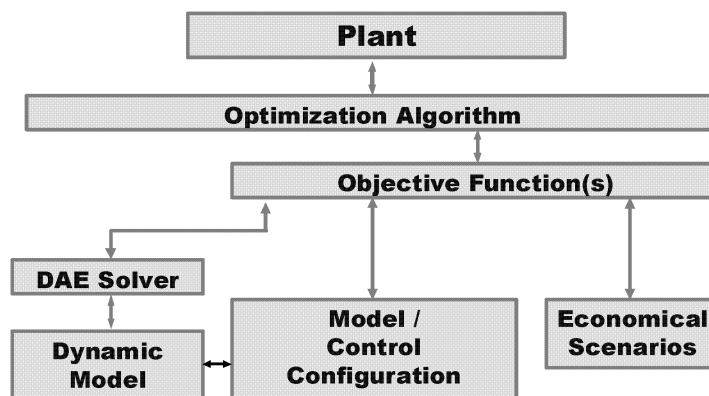 Plant
Optimization Algorithm
Objective Function(s)
DAE Solver
Model /
Control
Configuration
Economical
Scenarios
Dynamic
Model